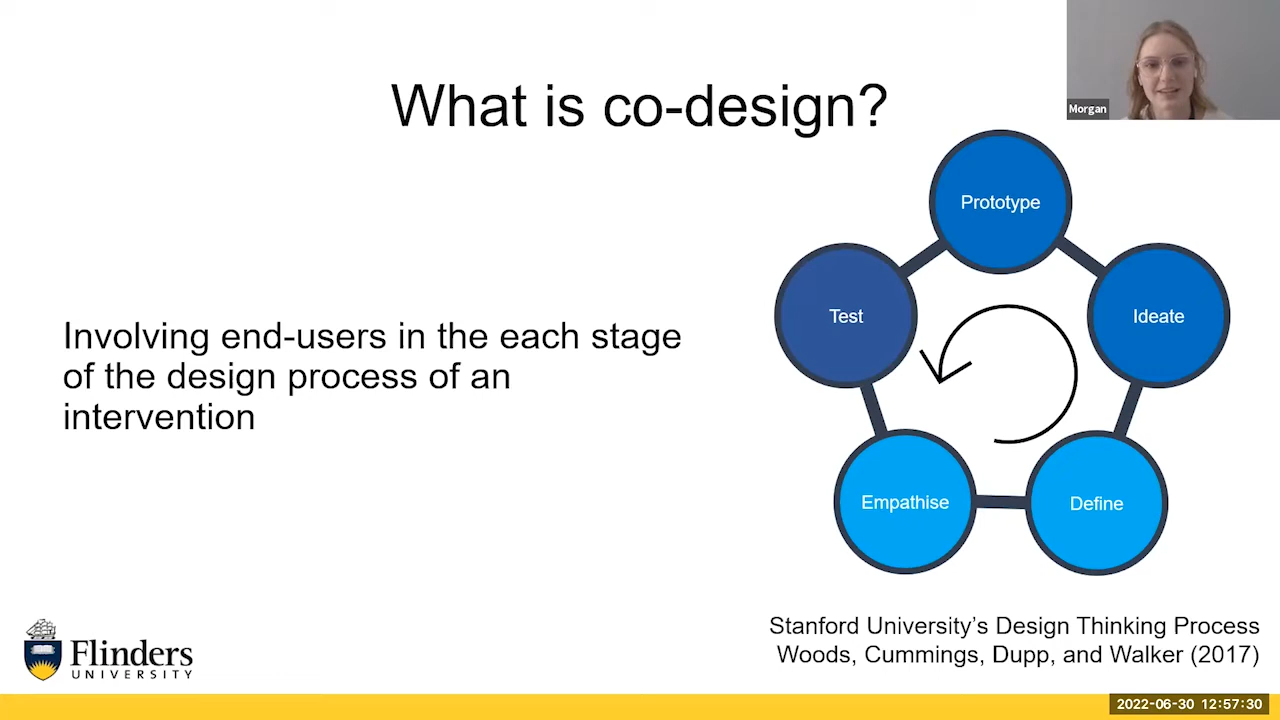 What is co-design?
Morgan
Prototype
Test
Ideate
Involving end-users in the each stage
of the design process of an
intervention
Empathise
Define
Stanford University's Design Thinking Process
Woods, Cummings, Dupp, and Walker (2017)
Flinders
UNIVERSITY
2022-06-30 12:57:30